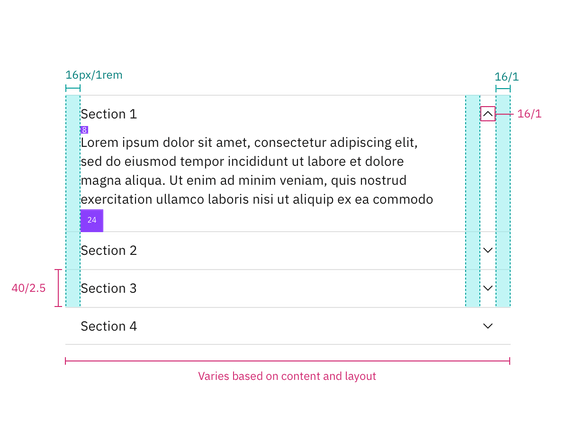 16px/1rem
16/1
Section 1
16/1
8
Lorem ipsum dolor sit amet, consectetur adipiscing elit,
sed do eiusmod tempor incididunt ut labore et dolore
magna aliqua. Ut enim ad minim veniam, quis nostrud
exercitation ullamco laboris nisi ut aliquip ex ea commodo
24
Section 2
40/2.5
Section 3
Section 4
Varies based on content and layout